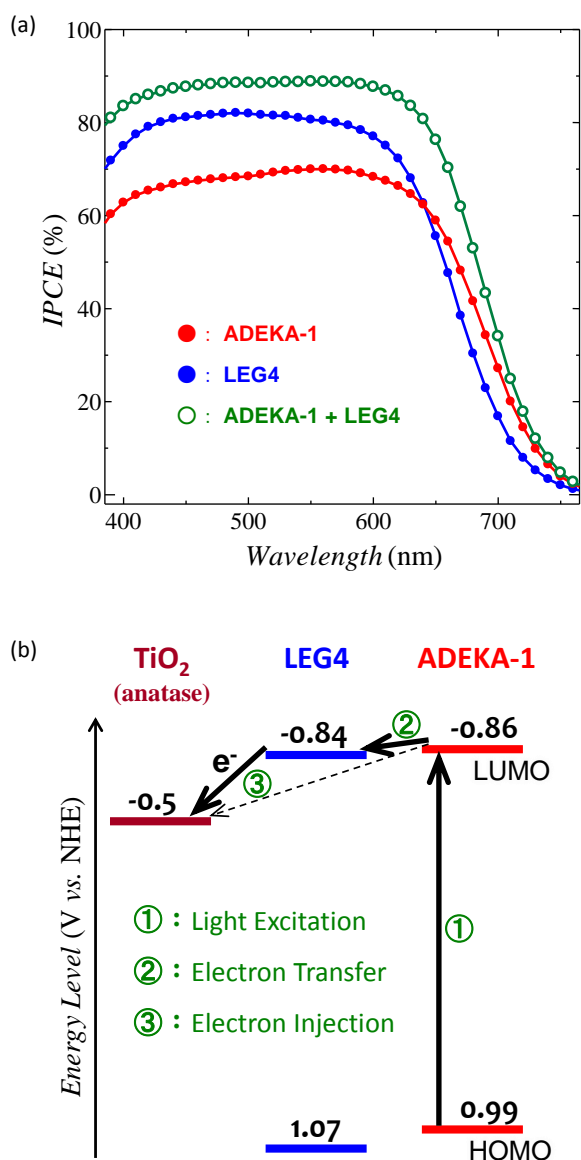 (a)
100
80
60
40
20
0
IPCE (%)
: ADEKA-1
: LEG4
: ADEKA-1 + LEG4
400 500 600 700
Wavelength (nm)
(b)
TiO₂ LEG4 ADEKA-1
(anatase)
-0.84 ② -0.86
e⁻ LUMO
-0.5 ③
Energy Level (V vs. NHE)
① : Light Excitation ①
② : Electron Transfer
③ : Electron Injection
1.07 0.99
HOMO